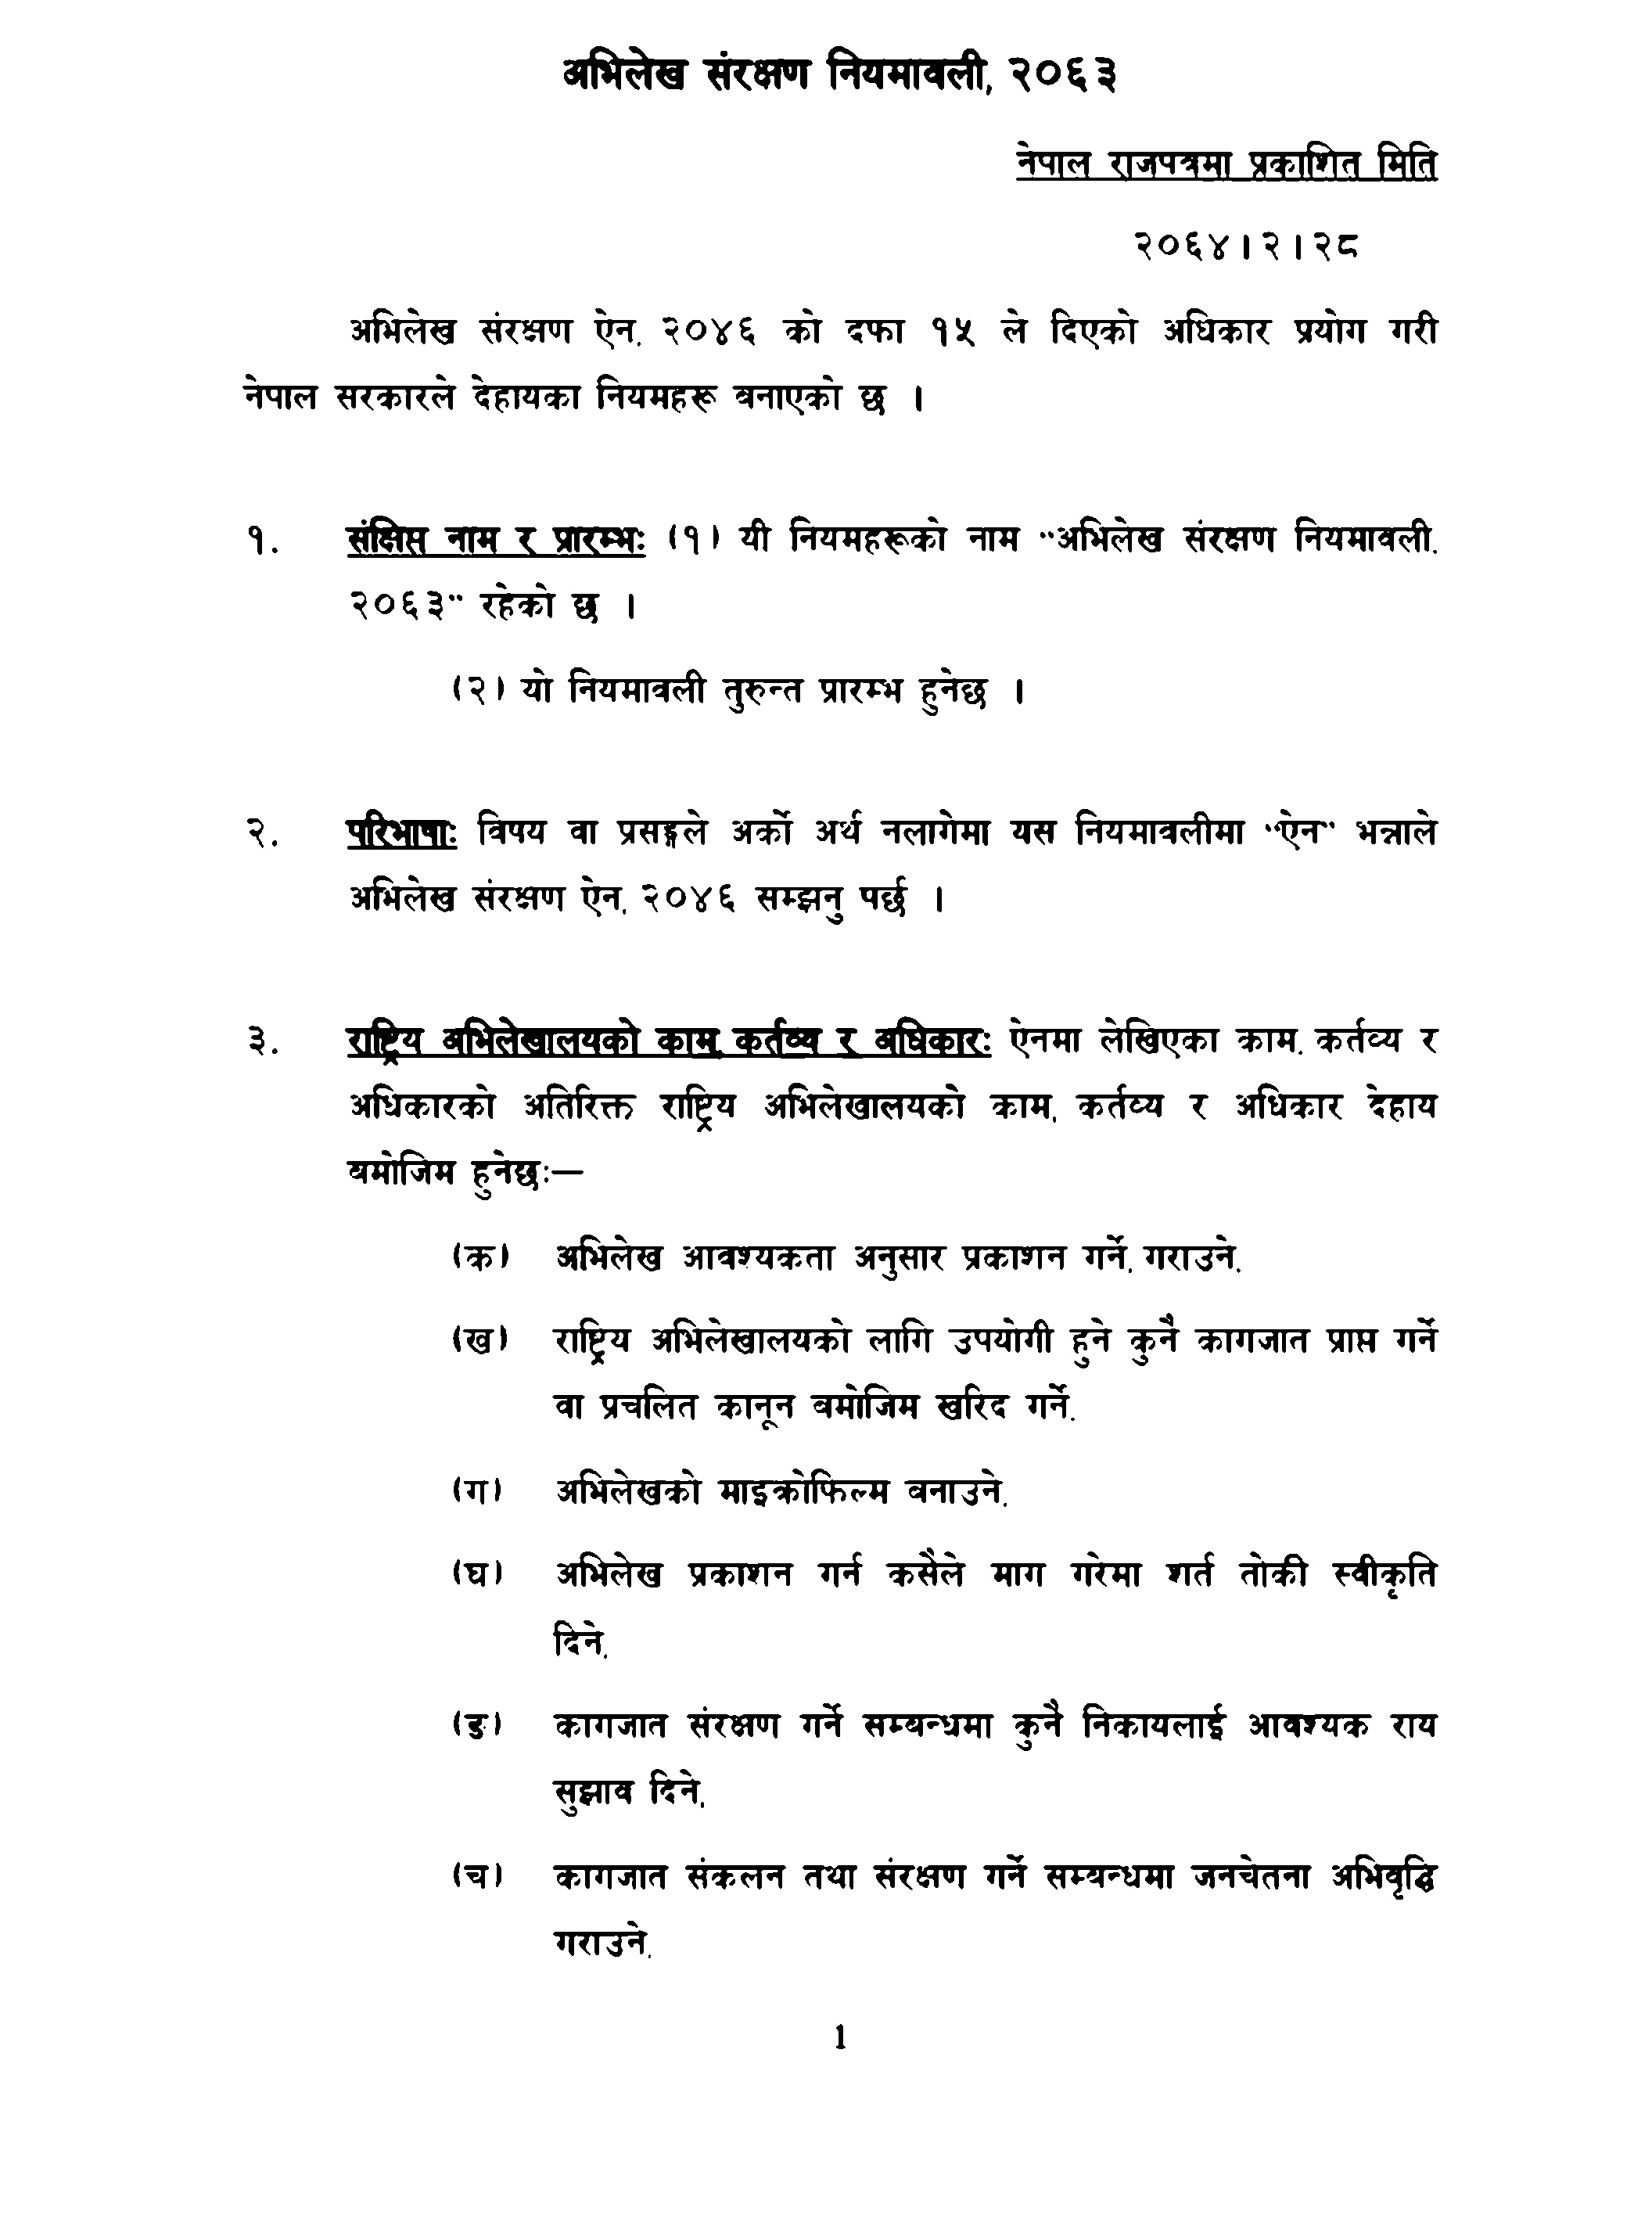 अभिलेख संरक्षण नियमावली, २०६३
नेपाल राजपत्रमा प्रकाशित मिति
२०६४।२।२८
अभिलेख संरक्षण ऐन, २०४६ को दफा १५ ले दिएको अधिकार प्रयोग गरी
नेपाल सरकारले देहायका नियमहरू बनाएको छ ।
१. संक्षिप्त नाम र प्रारम्भः (१) यी नियमहरूको नाम "अभिलेख संरक्षण नियमावली,
२०६३" रहेको छ ।
(२) यो नियमावली तुरुन्त प्रारम्भ हुनेछ ।
२. परिभाषाः विषय वा प्रसङ्गले अर्को अर्थ नलागेमा यस नियमावलीमा "ऐन" भन्नाले
अभिलेख संरक्षण ऐन, २०४६ सम्झनु पर्छ ।
३. राष्ट्रिय अभिलेखालयको काम, कर्तव्य र अधिकारः ऐनमा लेखिएका काम, कर्तव्य र
अधिकारको अतिरिक्त राष्ट्रिय अभिलेखालयको काम, कर्तव्य र अधिकार देहाय
बमोजिम हुनेछः—
(क) अभिलेख आवश्यकता अनुसार प्रकाशन गर्ने, गराउने,
(ख) राष्ट्रिय अभिलेखालयको लागि उपयोगी हुने कुनै कागजात प्राप्त गर्ने
वा प्रचलित कानून बमोजिम खरिद गर्ने,
(ग) अभिलेखको माइक्रोफिल्म बनाउने,
(घ) अभिलेख प्रकाशन गर्न कसैले माग गरेमा शर्त तोकी स्वीकृति
दिने,
(ङ) कागजात संरक्षण गर्ने सम्बन्धमा कुनै निकायलाई आवश्यक राय
सुझाव दिने,
(च) कागजात संकलन तथा संरक्षण गर्ने सम्बन्धमा जनचेतना अभिवृद्धि
गराउने,
1